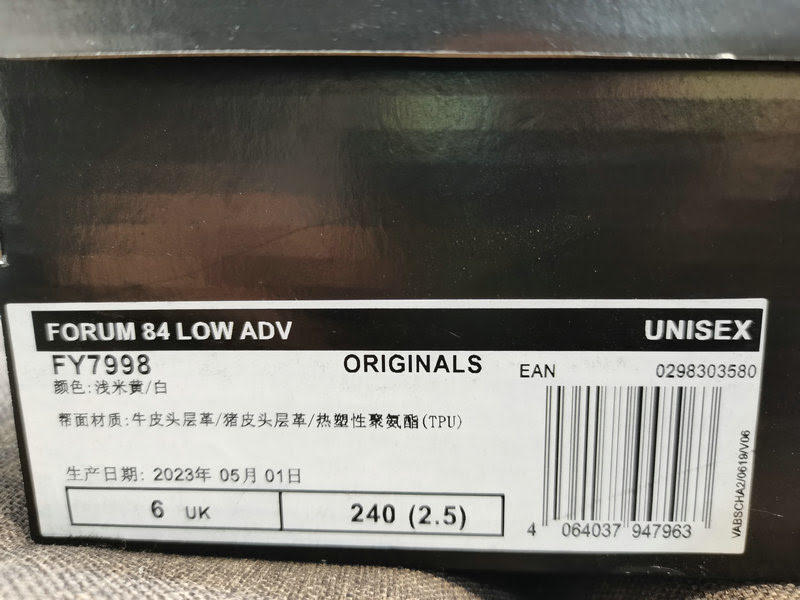 FORUM 84 LOW ADV UNISEX
FY7998 ORIGINALS EAN 0298303580
颜色:浅米黄/白
帮面材质:牛皮头层革/猪皮头层革/热塑性聚氨酯(TPU)
生产日期: 2023年 05月 01日
6 UK 240 (2.5)
4 064037 947963
VABSCHA2/0619/V06